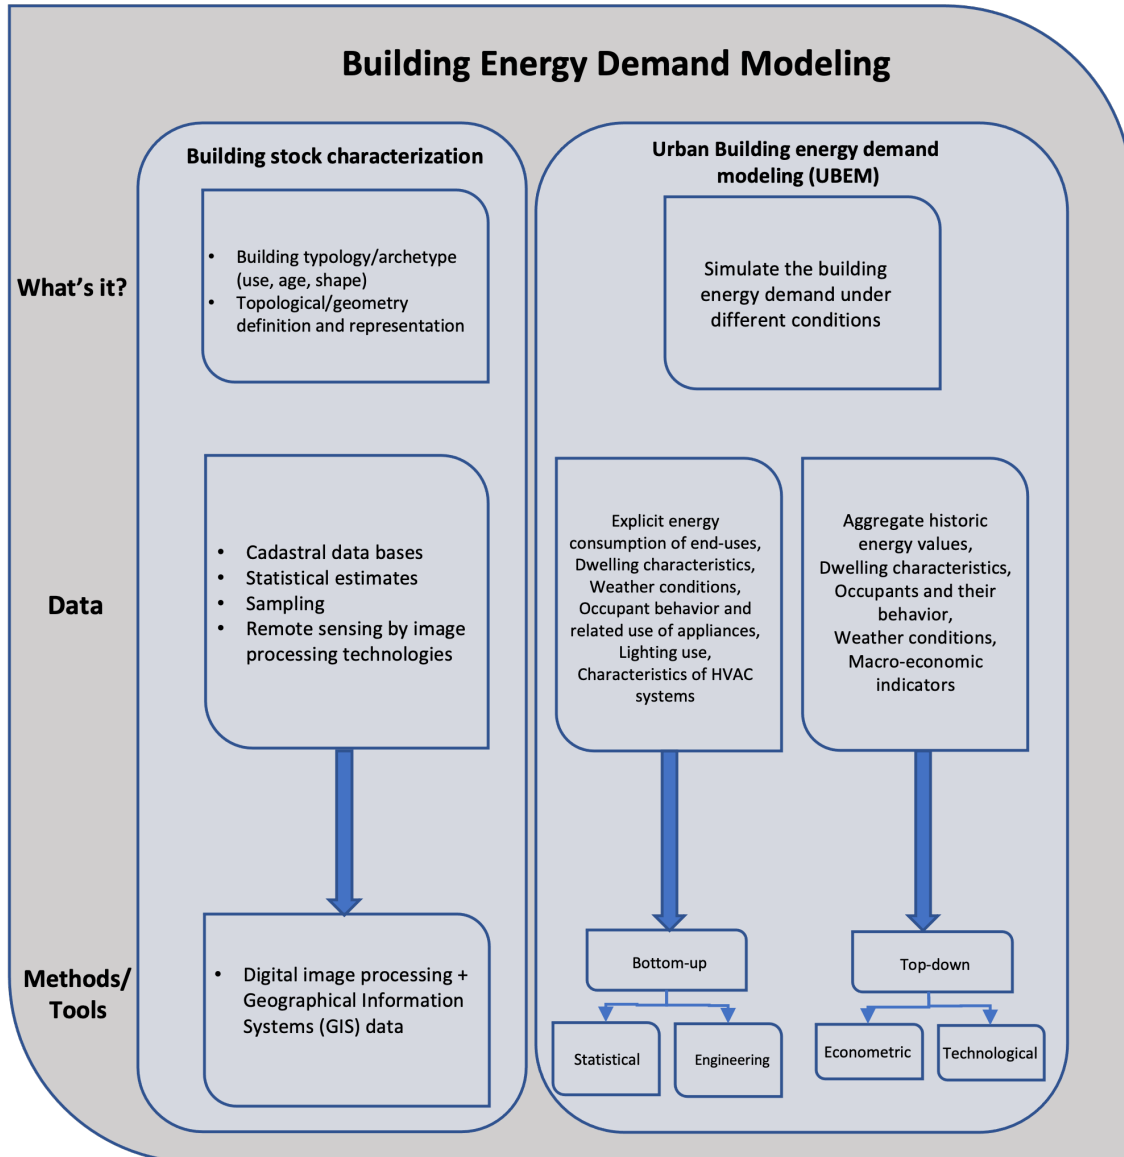 Building Energy Demand Modeling
Building stock characterization
Urban Building energy demand
modeling (UBEM)
What's it?
• Building typology/archetype
(use, age, shape)
• Topological/geometry
definition and representation
Simulate the building
energy demand under
different conditions
Data
• Cadastral data bases
• Statistical estimates
• Sampling
• Remote sensing by image
processing technologies
Explicit energy
consumption of end-uses,
Dwelling characteristics,
Weather conditions,
Occupant behavior and
related use of appliances,
Lighting use,
Characteristics of HVAC
systems
Aggregate historic
energy values,
Dwelling characteristics,
Occupants and their
behavior,
Weather conditions,
Macro-economic
indicators
Methods/
Tools
• Digital image processing +
Geographical Information
Systems (GIS) data
Bottom-up
Statistical
Engineering
Top-down
Econometric
Technological